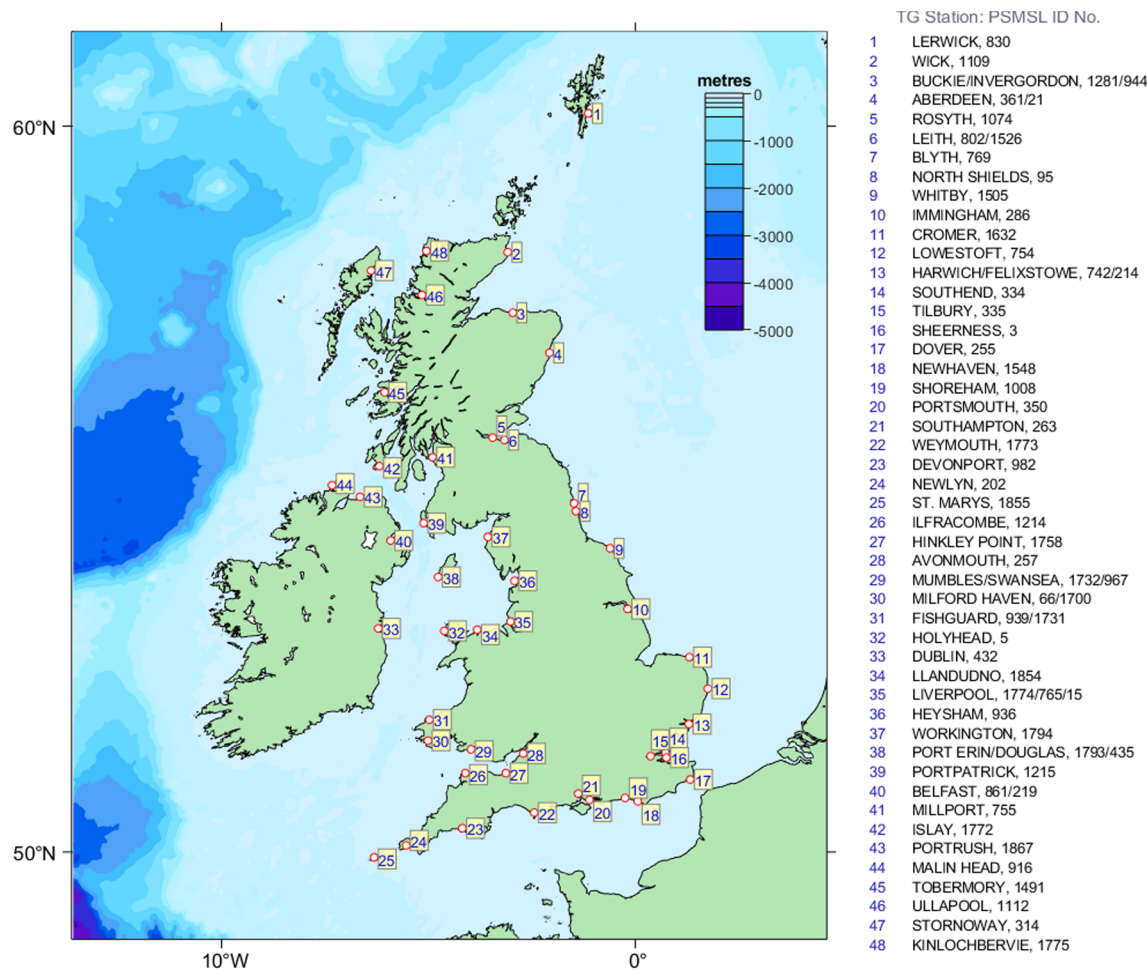 TG Station: PSMSL ID No.
1 LERWICK, 830
2 WICK, 1109
3 BUCKIE/INVERGORDON, 1281/944
4 ABERDEEN, 361/21
5 ROSYTH, 1074
6 LEITH, 802/1526
7 BLYTH, 769
8 NORTH SHIELDS, 95
9 WHITBY, 1505
10 IMMINGHAM, 286
11 CROMER, 1632
12 LOWESTOFT, 754
13 HARWICH/FELIXSTOWE, 742/214
14 SOUTHEND, 334
15 TILBURY, 335
16 SHEERNESS, 3
17 DOVER, 255
18 NEWHAVEN, 1548
19 SHOREHAM, 1008
20 PORTSMOUTH, 350
21 SOUTHAMPTON, 263
22 WEYMOUTH, 1773
23 DEVONPORT, 982
24 NEWLYN, 202
25 ST. MARYS, 1855
26 ILFRACOMBE, 1214
27 HINKLEY POINT, 1758
28 AVONMOUTH, 257
29 MUMBLES/SWANSEA, 1732/967
30 MILFORD HAVEN, 66/1700
31 FISHGUARD, 939/1731
32 HOLYHEAD, 5
33 DUBLIN, 432
34 LLANDUDNO, 1854
35 LIVERPOOL, 1774/765/15
36 HEYSHAM, 936
37 WORKINGTON, 1794
38 PORT ERIN/DOUGLAS, 1793/435
39 PORTPATRICK, 1215
40 BELFAST, 861/219
41 MILLPORT, 755
42 ISLAY, 1772
43 PORTRUSH, 1867
44 MALIN HEAD, 916
45 TOBERMORY, 1491
46 ULLAPOOL, 1112
47 STORNOWAY, 314
48 KINLOCHBERVIE, 1775
metres
0
-1000
-2000
-3000
-4000
-5000
60°N
50°N
10°W
0°
1
48
2
47
46
3
4
45
5
6
41
42
44
43
7
8
39
37
40
9
38
36
10
35
33
32
34
11
12
31
13
30
14
15
29
28
16
26
27
17
21
19
22
20
18
23
24
25